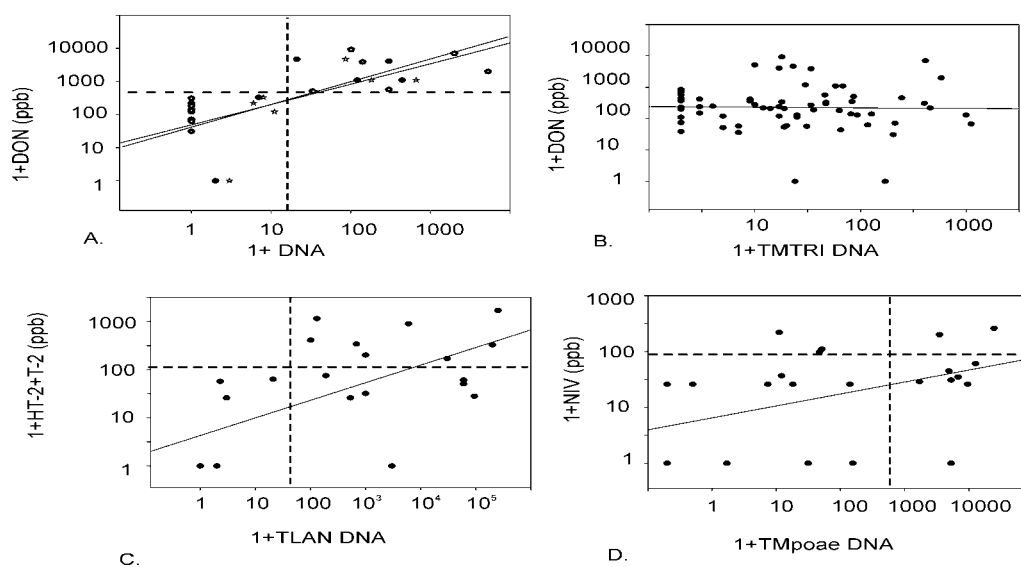 10000
1000
100
10
1
1+DON (ppb)
1 10 100 1000
A.
1+ DNA
10000
1000
100
10
1
1+DON (ppb)
10 100 1000
B.
1+TMTRI DNA
1000
100
10
1
1+HT-2+T-2 (ppb)
1 10 100 10³ 10⁴ 10⁵
C.
1+TLAN DNA
1000
100
10
1
1+NIV (ppb)
1 10 100 1000 10000
D.
1+TMpoae DNA